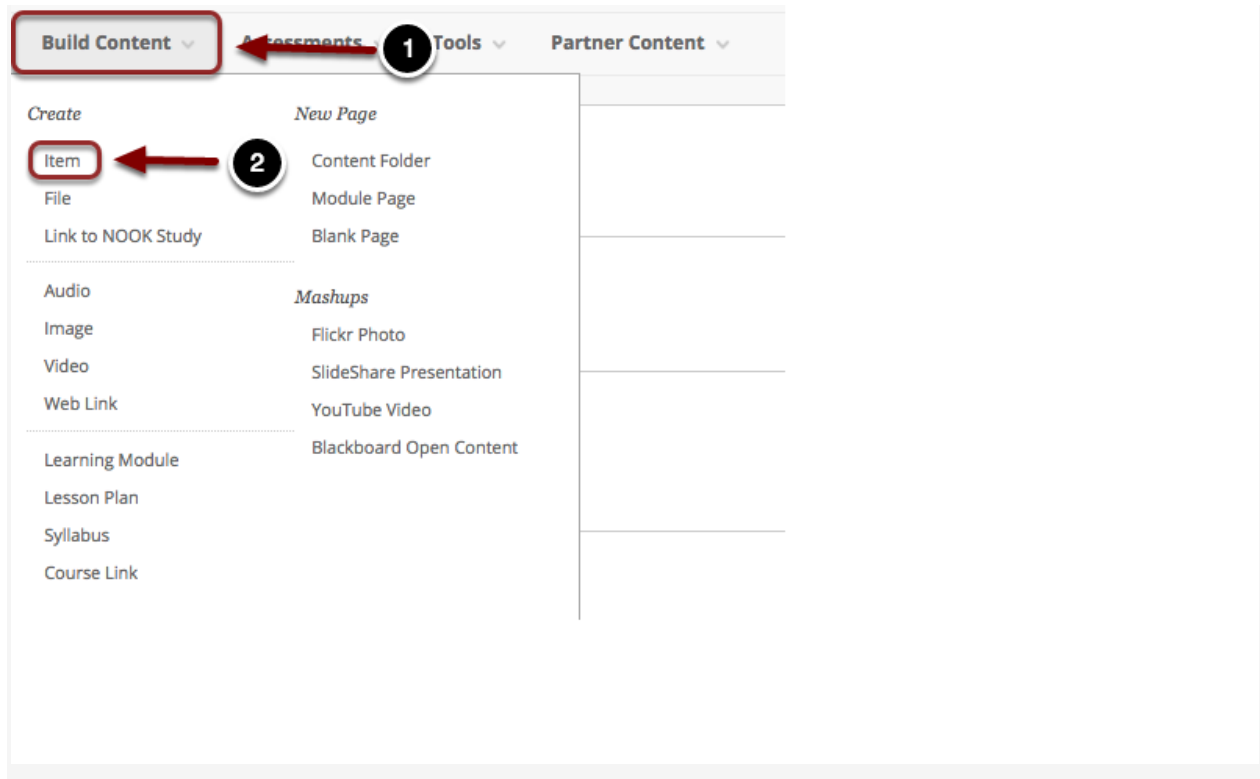 Build Content Assessments 1 Tools Partner Content
Create
Item 2
File
Link to NOOK Study
Audio
Image
Video
Web Link
Learning Module
Lesson Plan
Syllabus
Course Link
New Page
Content Folder
Module Page
Blank Page
Mashups
Flickr Photo
SlideShare Presentation
YouTube Video
Blackboard Open Content